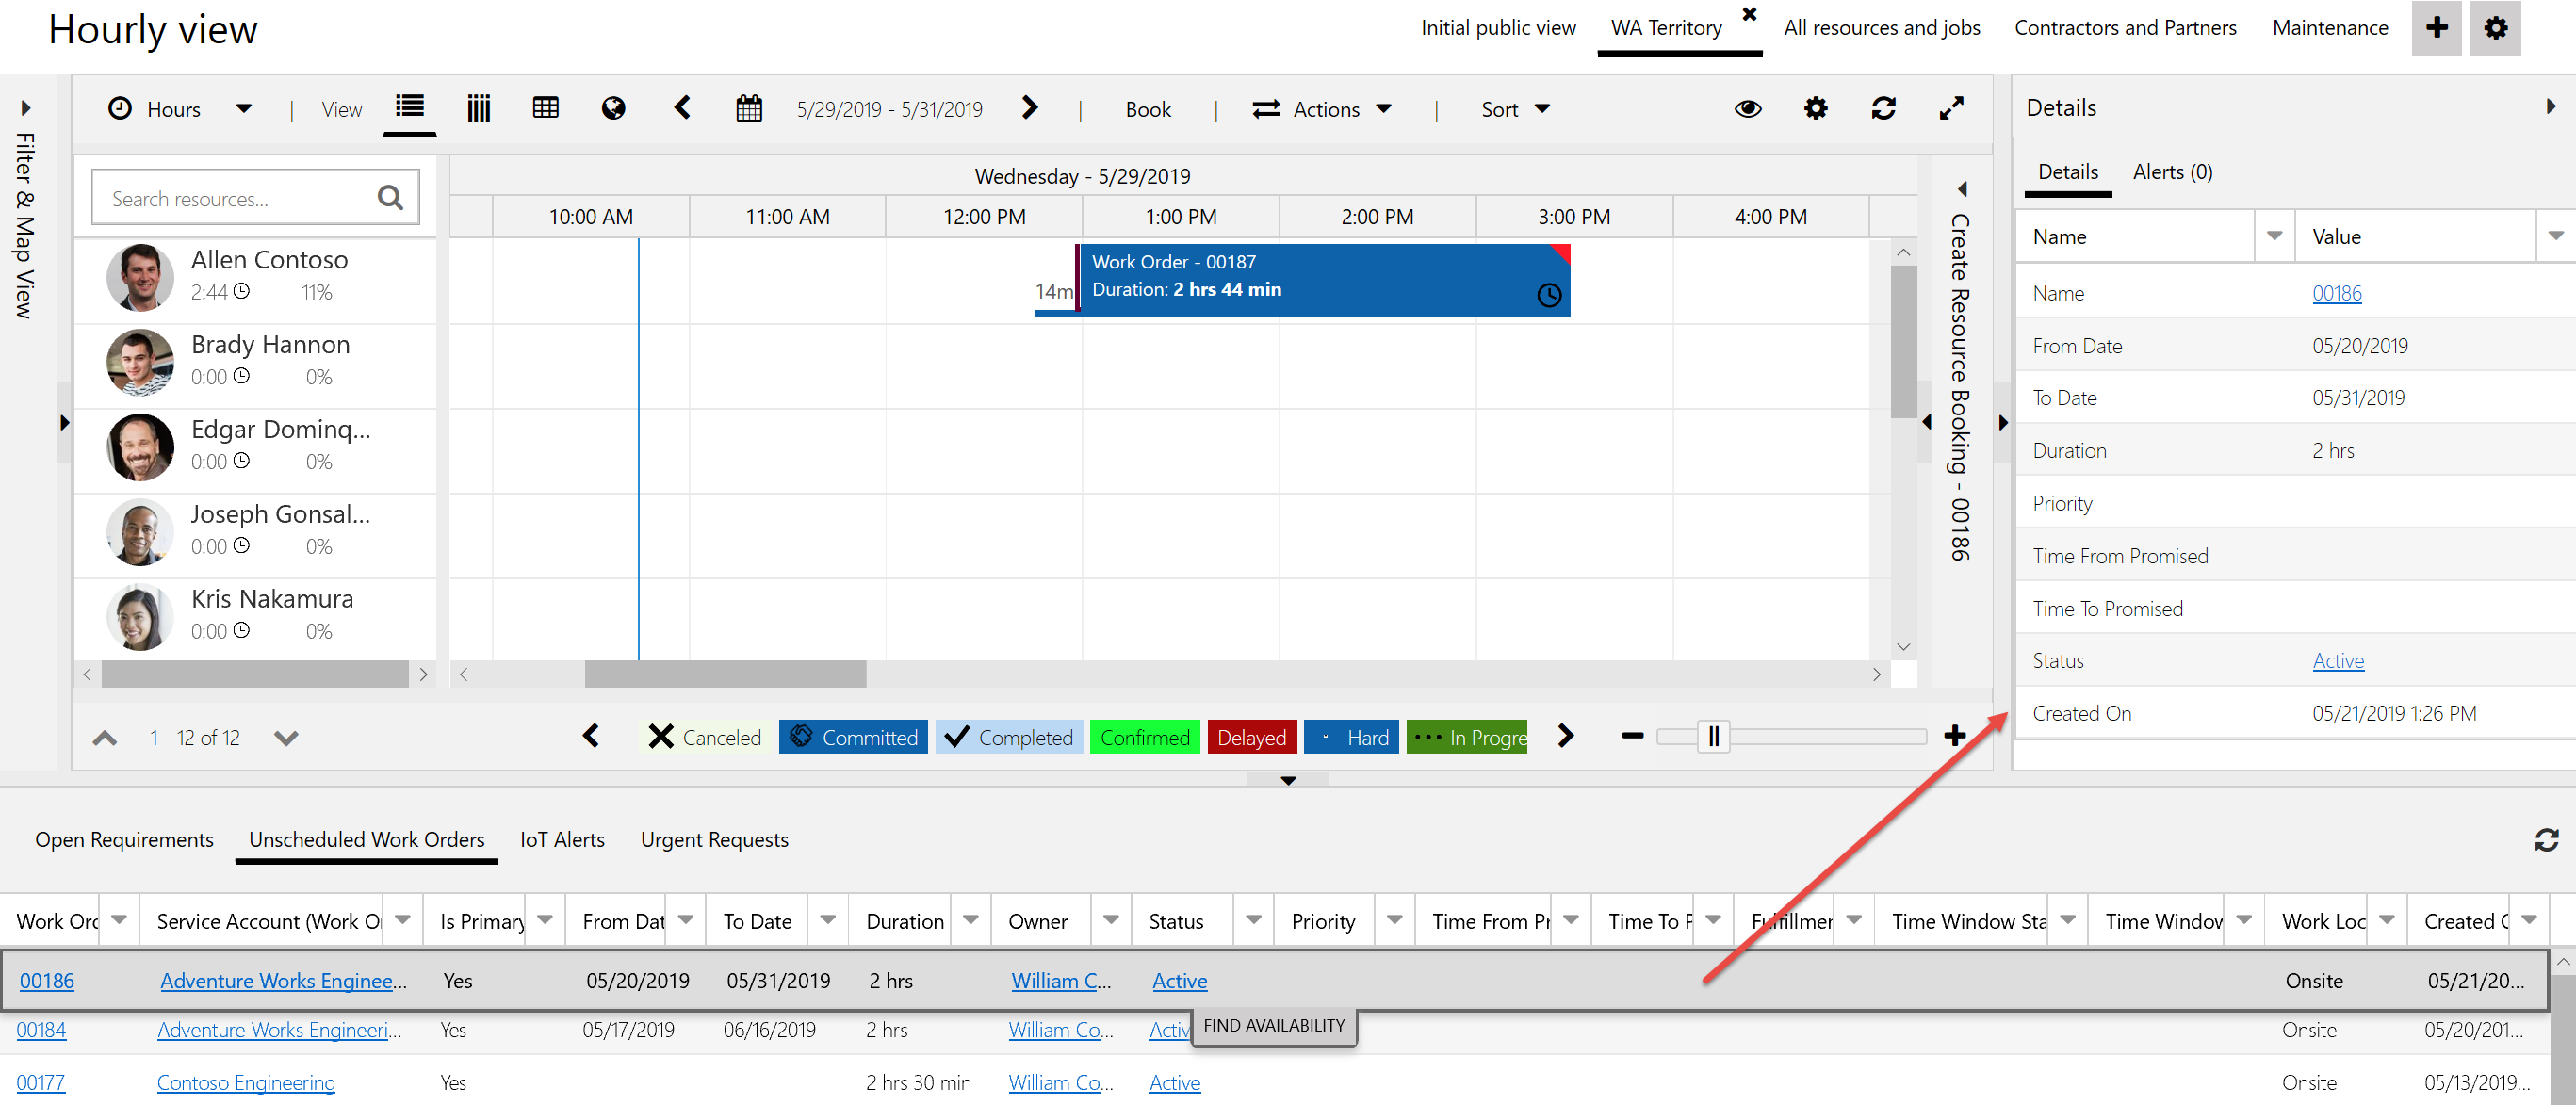 Hourly view
Initial public view WA Territory All resources and jobs Contractors and Partners Maintenance
Filter & Map View
Hours | View 5/29/2019 - 5/31/2019 | Book | Actions | Sort
Search resources...
Wednesday - 5/29/2019
10:00 AM 11:00 AM 12:00 PM 1:00 PM 2:00 PM 3:00 PM 4:00 PM
Allen Contoso
2:44 11%
14m
Work Order - 00187
Duration: 2 hrs 44 min
Brady Hannon
0:00 0%
Edgar Dominq...
0:00 0%
Joseph Gonsal...
0:00 0%
Kris Nakamura
0:00 0%
1 - 12 of 12
Canceled Committed Completed Confirmed Delayed Hard In Progre
Create Resource Booking - 00186
Details
Details Alerts (0)
Name Value
Name 00186
From Date 05/20/2019
To Date 05/31/2019
Duration 2 hrs
Priority
Time From Promised
Time To Promised
Status Active
Created On 05/21/2019 1:26 PM
Open Requirements Unscheduled Work Orders IoT Alerts Urgent Requests
Work Orc Service Account (Work O Is Primary From Dat To Date Duration Owner Status Priority Time From Pr Time To P Fulfillmer Time Window Sta Time Window Work Loc Created C
00186 Adventure Works Enginee... Yes 05/20/2019 05/31/2019 2 hrs William C... Active Onsite 05/21/20...
00184 Adventure Works Engineeri... Yes 05/17/2019 06/16/2019 2 hrs William Co... Activ FIND AVAILABILITY Onsite 05/20/201...
00177 Contoso Engineering Yes 2 hrs 30 min William Co... Active Onsite 05/13/2019...